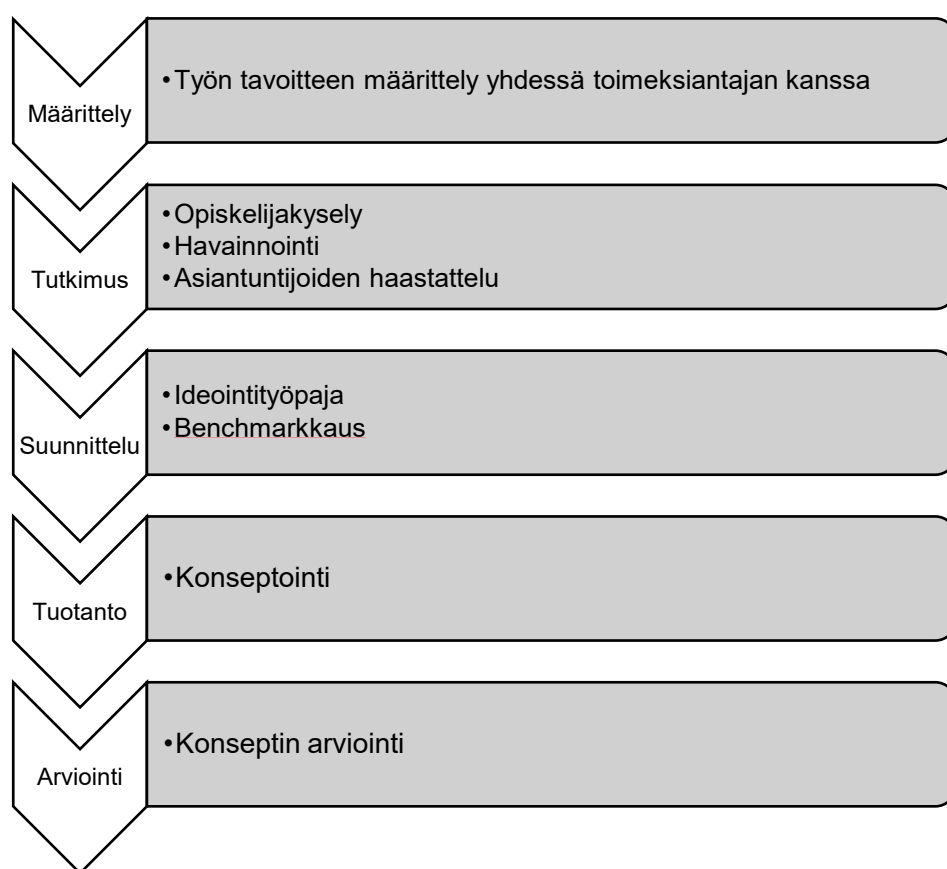 Määrittely
•Työn tavoitteen määrittely yhdessä toimeksiantajan kanssa
Tutkimus
•Opiskelijakysely
•Havainnointi
•Asiantuntijoiden haastattelu
Suunnittelu
•Ideointityöpaja
•Benchmarkkaus
Tuotanto
•Konseptointi
Arviointi
•Konseptin arviointi